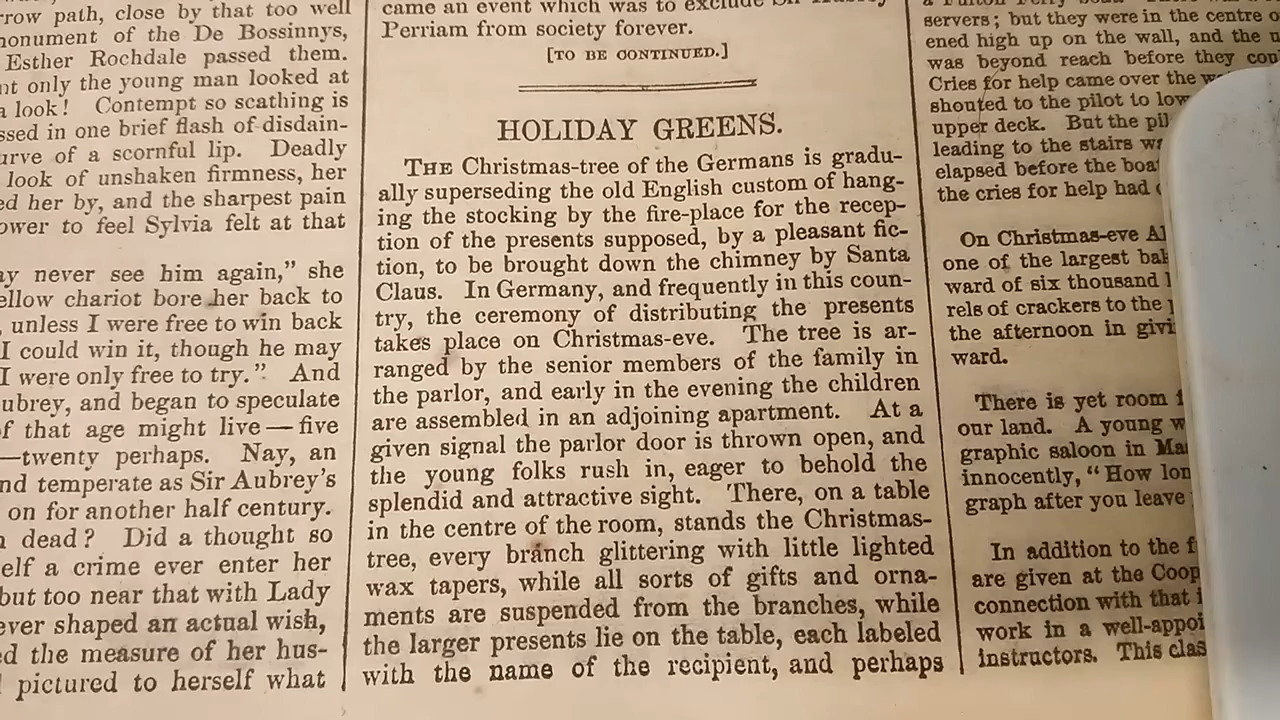 row path, close by that too well
monument of the De Bossinnys,
Esther Rochdale passed them.
nt only the young man looked at
a look! Contempt so scathing is
ssed in one brief flash of disdain-
urve of a scornful lip. Deadly
look of unshaken firmness, her
ed her by, and the sharpest pain
ower to feel Sylvia felt at that
ay never see him again," she
ellow chariot bore her back to
, unless I were free to win back
I could win it, though he may
I were only free to try." And
ubrey, and began to speculate
f that age might live—five
—twenty perhaps. Nay, an
nd temperate as Sir Aubrey's
on for another half century.
dead? Did a thought so
elf a crime ever enter her
but too near that with Lady
ever shaped an actual wish,
ed the measure of her hus-
pictured to herself what
came an event which was to exclude Sir
Perriam from society forever.
[TO BE CONTINUED.]
HOLIDAY GREENS.
THE Christmas-tree of the Germans is gradu-
ally superseding the old English custom of hang-
ing the stocking by the fire-place for the recep-
tion of the presents supposed, by a pleasant fic-
tion, to be brought down the chimney by Santa
Claus. In Germany, and frequently in this coun-
try, the ceremony of distributing the presents
takes place on Christmas-eve. The tree is ar-
ranged by the senior members of the family in
the parlor, and early in the evening the children
are assembled in an adjoining apartment. At a
given signal the parlor door is thrown open, and
the young folks rush in, eager to behold the
splendid and attractive sight. There, on a table
in the centre of the room, stands the Christmas-
tree, every branch glittering with little lighted
wax tapers, while all sorts of gifts and orna-
ments are suspended from the branches, while
the larger presents lie on the table, each labeled
with the name of the recipient, and perhaps
servers; but they were in the centre o
ened high up on the wall, and the
was beyond reach before they cou
Cries for help came over the
shouted to the pilot to low
upper deck. But the pil
leading to the stairs
elapsed before the boat
the cries for help had
On Christmas-eve Al
one of the largest bak
ward of six thousand
rels of crackers to the
the afternoon in givi
ward.
There is yet room f
our land. A young w
graphic saloon in Ma
innocently, "How lon
graph after you leave
In addition to the f
are given at the Coop
connection with that i
work in a well-appoi
instructors. This clas